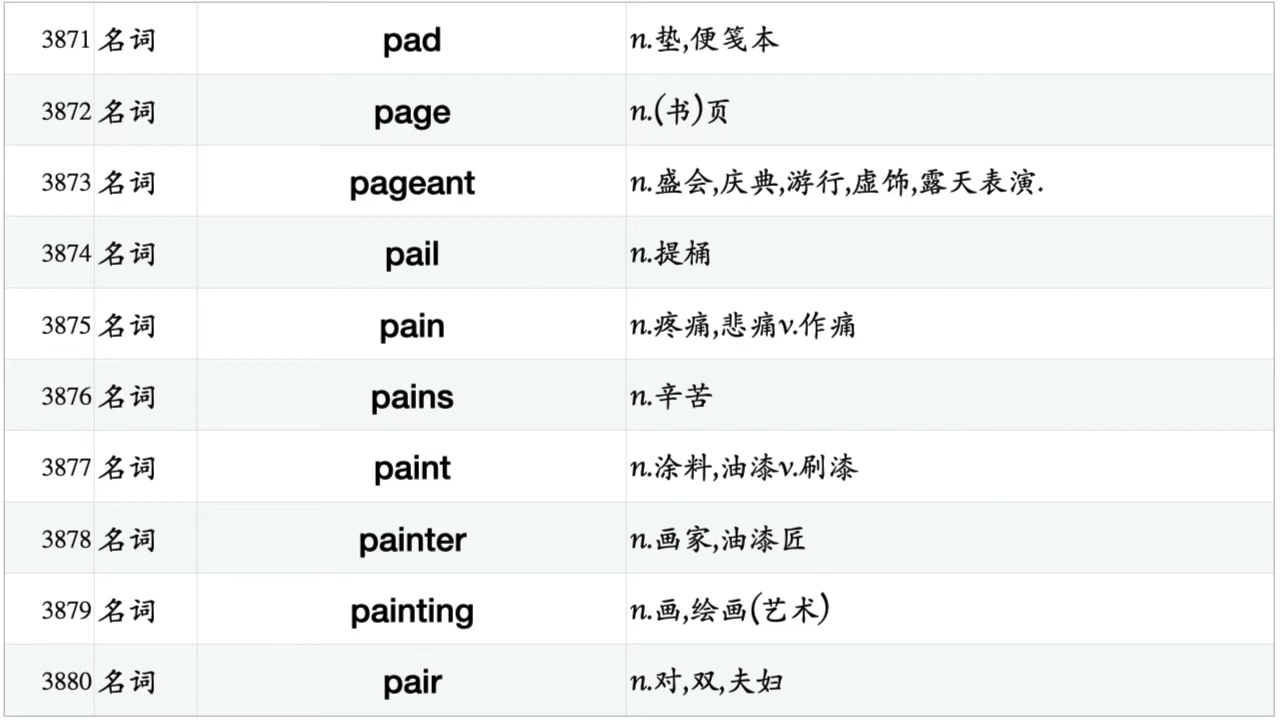 3871 名词 pad n.垫,便笺本
3872 名词 page n.(书)页
3873 名词 pageant n.盛会,庆典,游行,虚饰,露天表演.
3874 名词 pail n.提桶
3875 名词 pain n.疼痛,悲痛v.作痛
3876 名词 pains n.辛苦
3877 名词 paint n.涂料,油漆v.刷漆
3878 名词 painter n.画家,油漆匠
3879 名词 painting n.画,绘画(艺术)
3880 名词 pair n.对,双,夫妇